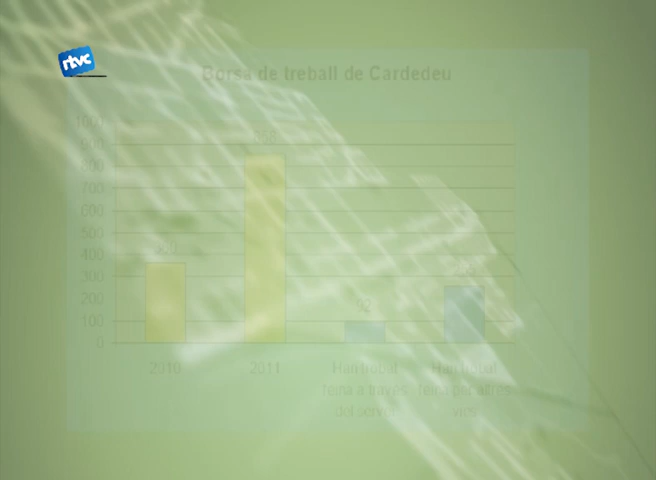 rtvc
Borsa de treball de Cardedeu
1000
900
800
700
600
500
400
300
200
100
0
2010
2011
Han trobat
feina a través
del servei
Han trobat
feina per altres
vies